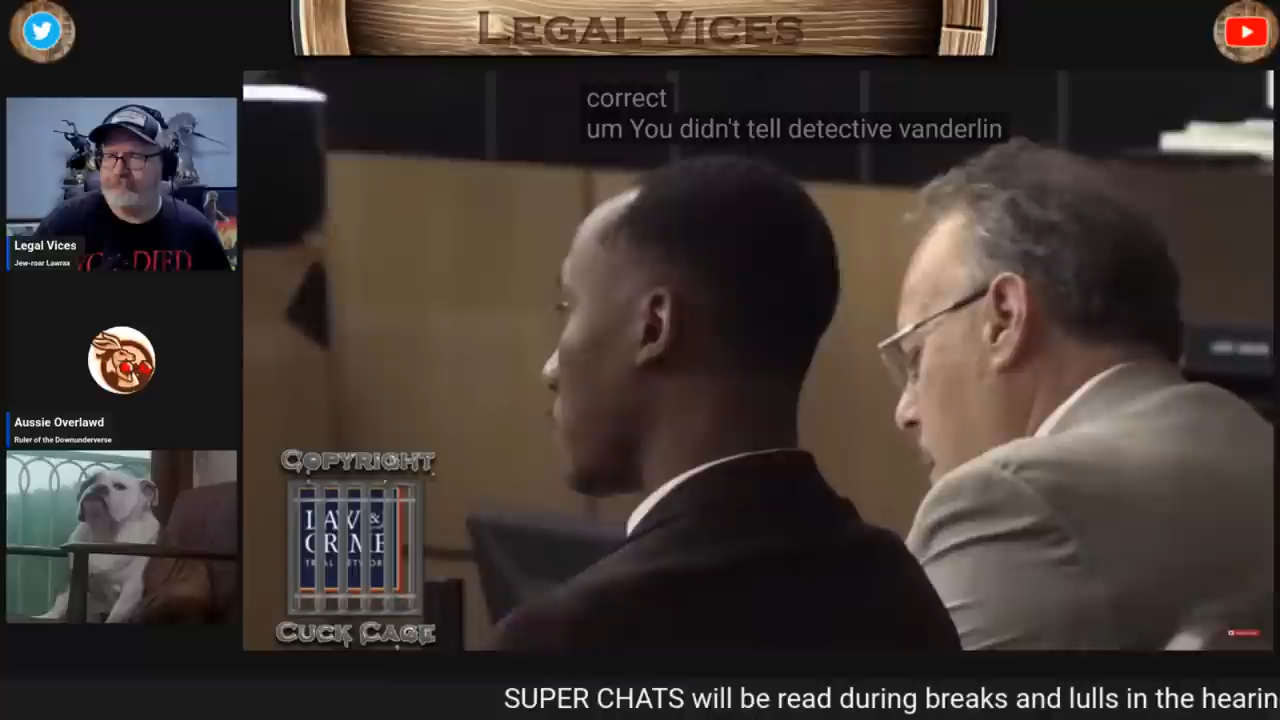 LEGAL VICES
correct
um You didn't tell detective vanderlin
Legal Vices
Jew-roar Lawrax
Aussie Overlawd
Ruler of the Downunderverse
COPYRIGHT
LAW &
CRIME
CUCK CAGE
SUPER CHATS will be read during breaks and lulls in the hearin